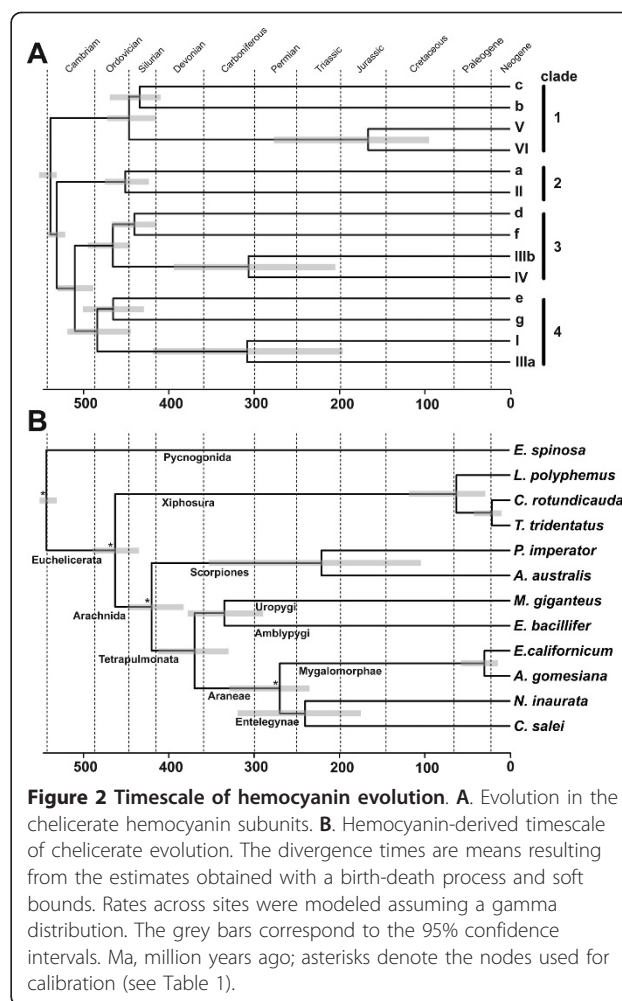 Cambriam
Ordovician
Silurian
Devonian
Carboniferous
Permian
Triassic
Jurassic
Cretaceous
Paleogene
Neogene
A
clade
c
b
V
VI
1
a
II
2
d
f
IIIb
IV
3
e
g
I
IIIa
4
500 400 300 200 100 0
B
E. spinosa
Pycnogonida
L. polyphemus
Xiphosura
C. rotundicauda
T. tridentatus
Euchelicerata
P. imperator
Scorpiones
A. australis
Arachnida
M. giganteus
Uropygi
Amblypygi
E. bacillifer
Tetrapulmonata
E.californicum
Mygalomorphae
A. gomesiana
Araneae
N. inaurata
Entelegynae
C. salei
500 400 300 200 100 0
Figure 2 Timescale of hemocyanin evolution. A. Evolution in the
chelicerate hemocyanin subunits. B. Hemocyanin-derived timescale
of chelicerate evolution. The divergence times are means resulting
from the estimates obtained with a birth-death process and soft
bounds. Rates across sites were modeled assuming a gamma
distribution. The grey bars correspond to the 95% confidence
intervals. Ma, million years ago; asterisks denote the nodes used for
calibration (see Table 1).